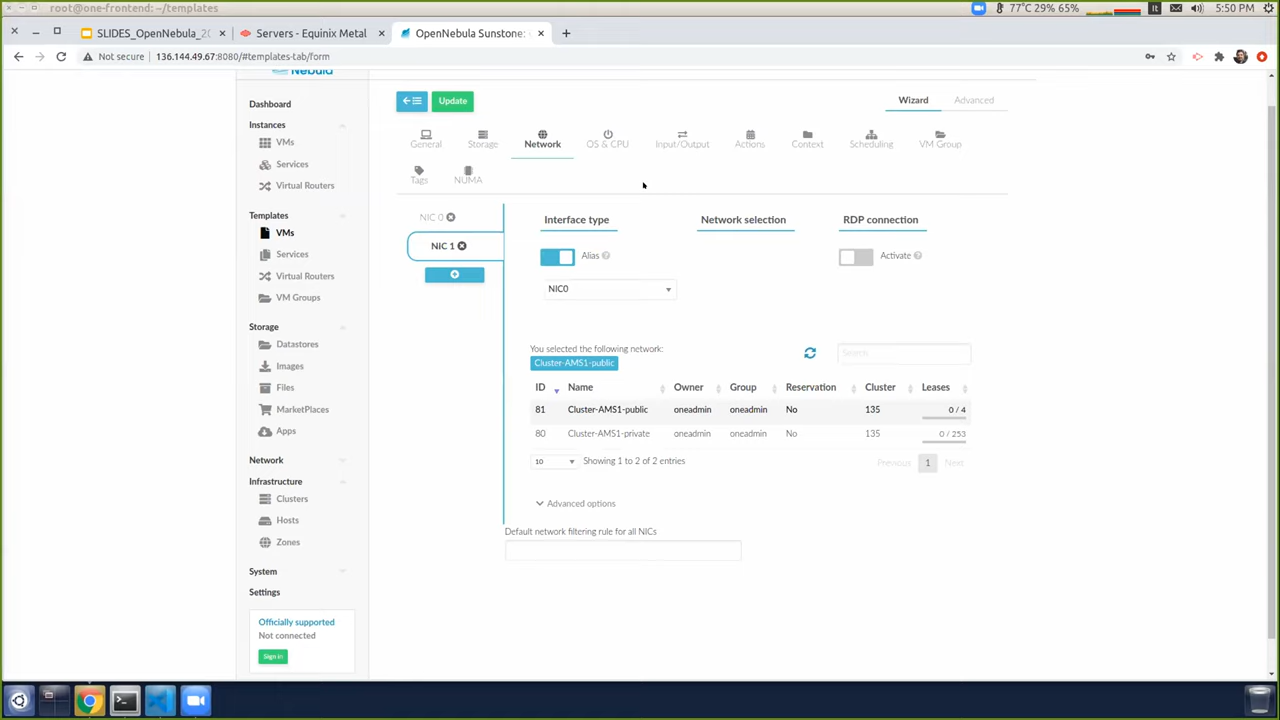 root@one-frontend: ~/templates
77°C 29% 65%
It
5:50 PM
SLIDES_OpenNebula_20
Servers - Equinix Metal
OpenNebula Sunstone:
Not secure
136.144.49.67:8080/#templates-tab/form
Nebula
Dashboard
Instances
VMs
Services
Virtual Routers
Templates
VMs
Services
Virtual Routers
VM Groups
Storage
Datastores
Images
Files
MarketPlaces
Apps
Network
Infrastructure
Clusters
Hosts
Zones
System
Settings
Officially supported
Not connected
Sign in
Update
Wizard
Advanced
General
Storage
Network
OS & CPU
Input/Output
Actions
Context
Scheduling
VM Group
Tags
NUMA
NIC 0
NIC 1
Interface type
Network selection
RDP connection
Alias
Activate
NIC0
You selected the following network:
Cluster-AMS1-public
Search
ID Name Owner Group Reservation Cluster Leases
81 Cluster-AMS1-public oneadmin oneadmin No 135 0 / 4
80 Cluster-AMS1-private oneadmin oneadmin No 135 0 / 253
10
Showing 1 to 2 of 2 entries
Previous 1 Next
Advanced options
Default network filtering rule for all NICs